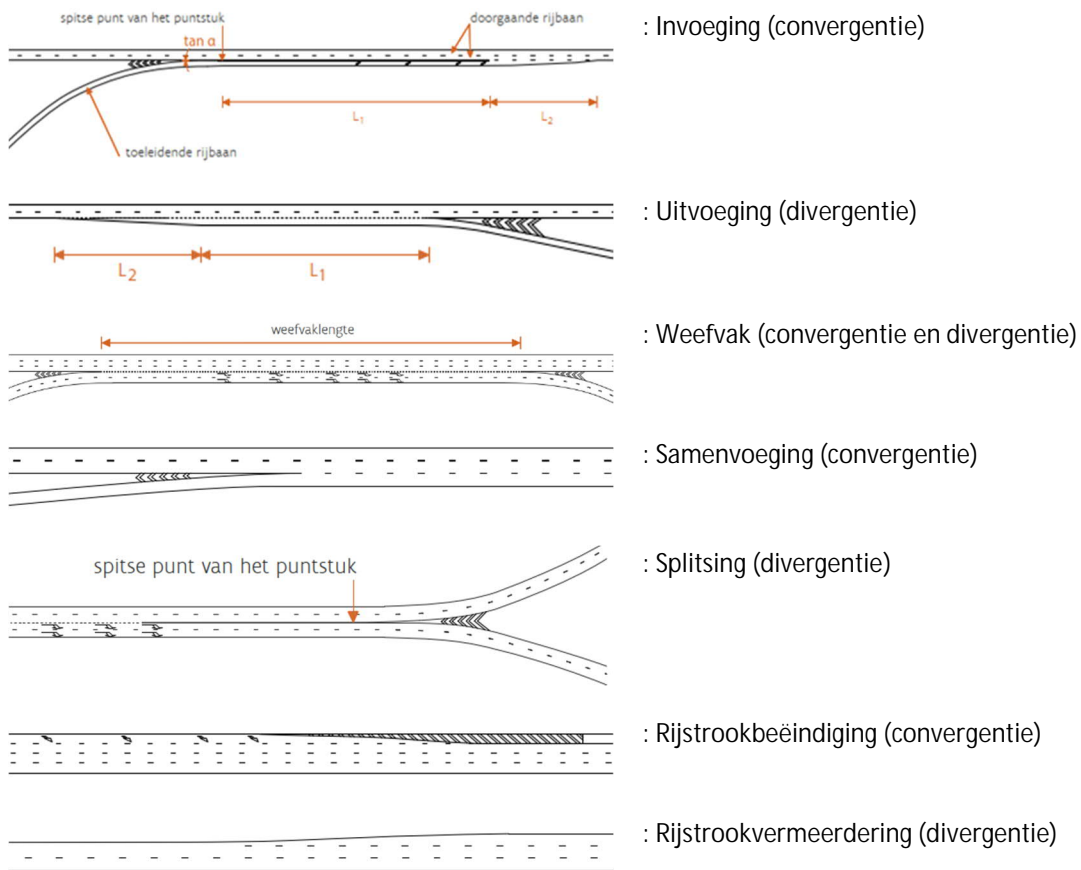 spitse punt van het puntstuk
doorgaande rijbaan
: Invoeging (convergentie)
tan α
L₁
L₂
toeleidende rijbaan
: Uitvoeging (divergentie)
L₂
L₁
weefvaklengte
: Weefvak (convergentie en divergentie)
: Samenvoeging (convergentie)
spitse punt van het puntstuk
: Splitsing (divergentie)
: Rijstrookbeëindiging (convergentie)
: Rijstrookvermeerdering (divergentie)